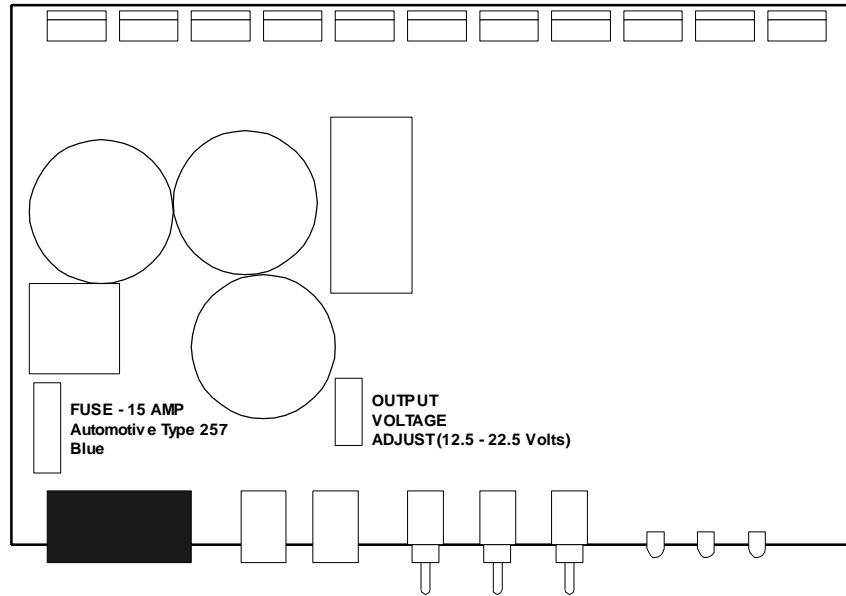 FUSE - 15 AMP
Automotive Type 257
Blue
OUTPUT
VOLTAGE
ADJUST(12.5 - 22.5 Volts)